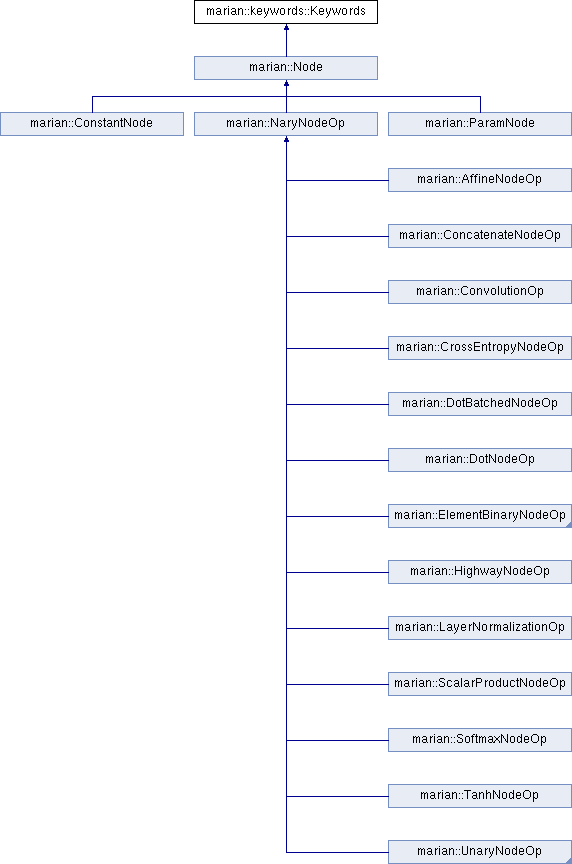 marian::keywords::Keywords
marian::Node
marian::ConstantNode
marian::NaryNodeOp
marian::ParamNode
marian::AffineNodeOp
marian::ConcatenateNodeOp
marian::ConvolutionOp
marian::CrossEntropyNodeOp
marian::DotBatchedNodeOp
marian::DotNodeOp
marian::ElementBinaryNodeOp
marian::HighwayNodeOp
marian::LayerNormalizationOp
marian::ScalarProductNodeOp
marian::SoftmaxNodeOp
marian::TanhNodeOp
marian::UnaryNodeOp